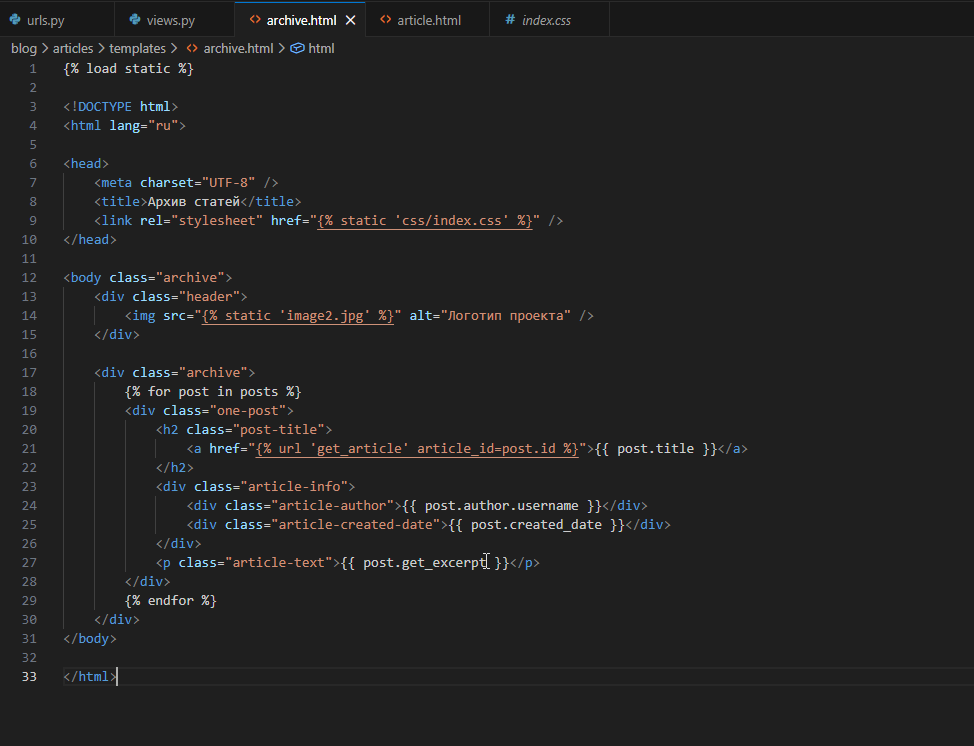 urls.py views.py archive.html article.html # index.css
blog > articles > templates > archive.html > html
1 {% load static %}
2
3 <!DOCTYPE html>
4 <html lang="ru">
5
6 <head>
7 <meta charset="UTF-8" />
8 <title>Архив статей</title>
9 <link rel="stylesheet" href="{% static 'css/index.css' %}" />
10 </head>
11
12 <body class="archive">
13 <div class="header">
14 <img src="{% static 'image2.jpg' %}" alt="Логотип проекта" />
15 </div>
16
17 <div class="archive">
18 {% for post in posts %}
19 <div class="one-post">
20 <h2 class="post-title">
21 <a href="{% url 'get_article' article_id=post.id %}">{{ post.title }}</a>
22 </h2>
23 <div class="article-info">
24 <div class="article-author">{{ post.author.username }}</div>
25 <div class="article-created-date">{{ post.created_date }}</div>
26 </div>
27 <p class="article-text">{{ post.get_excerpt }}</p>
28 </div>
29 {% endfor %}
30 </div>
31 </body>
32
33 </html>